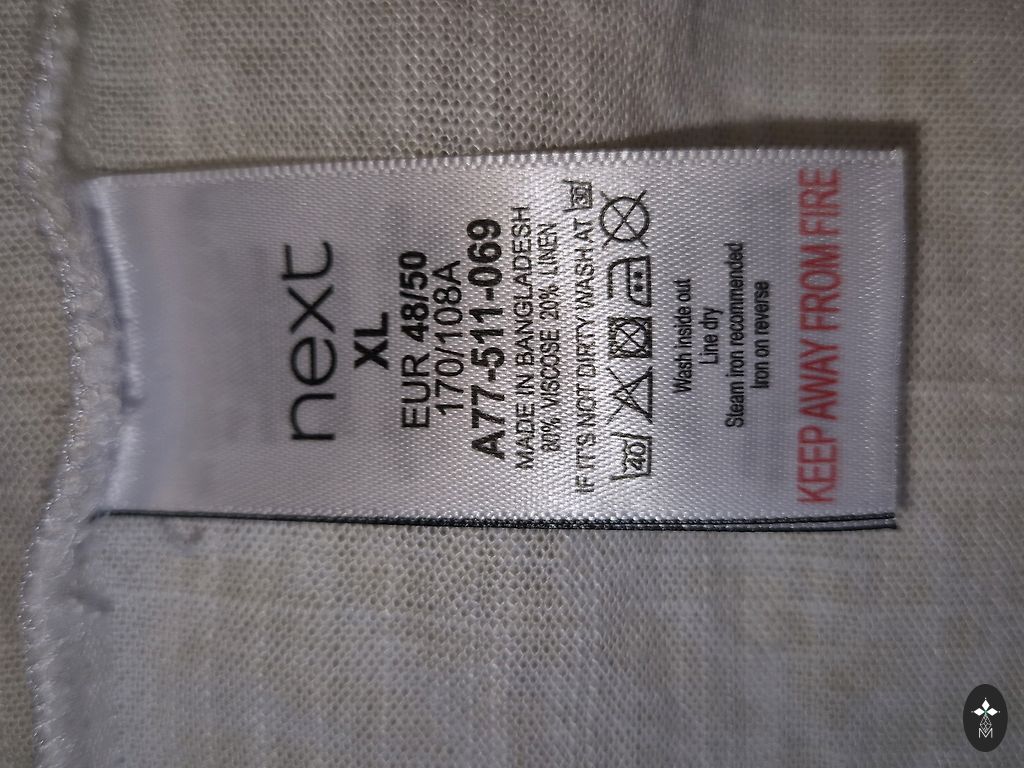 next
XL
EUR 48/50
170/108A
A77-511-069
MADE IN BANGLADESH
80% VISCOSE 20% LINEN
IF IT'S NOT DIRTY WASH AT 30
40
Wash inside out
Line dry
Steam iron recommended
Iron on reverse
KEEP AWAY FROM FIRE
M